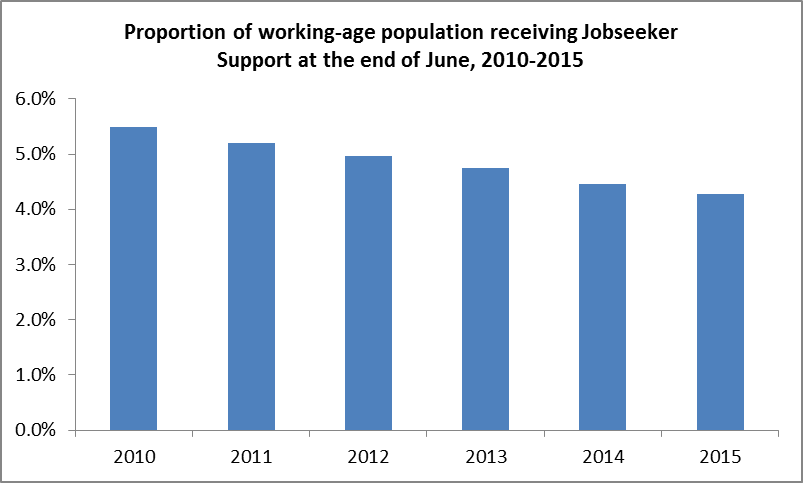 Proportion of working-age population receiving Jobseeker
Support at the end of June, 2010-2015
6.0%
5.0%
4.0%
3.0%
2.0%
1.0%
0.0%
2010 2011 2012 2013 2014 2015